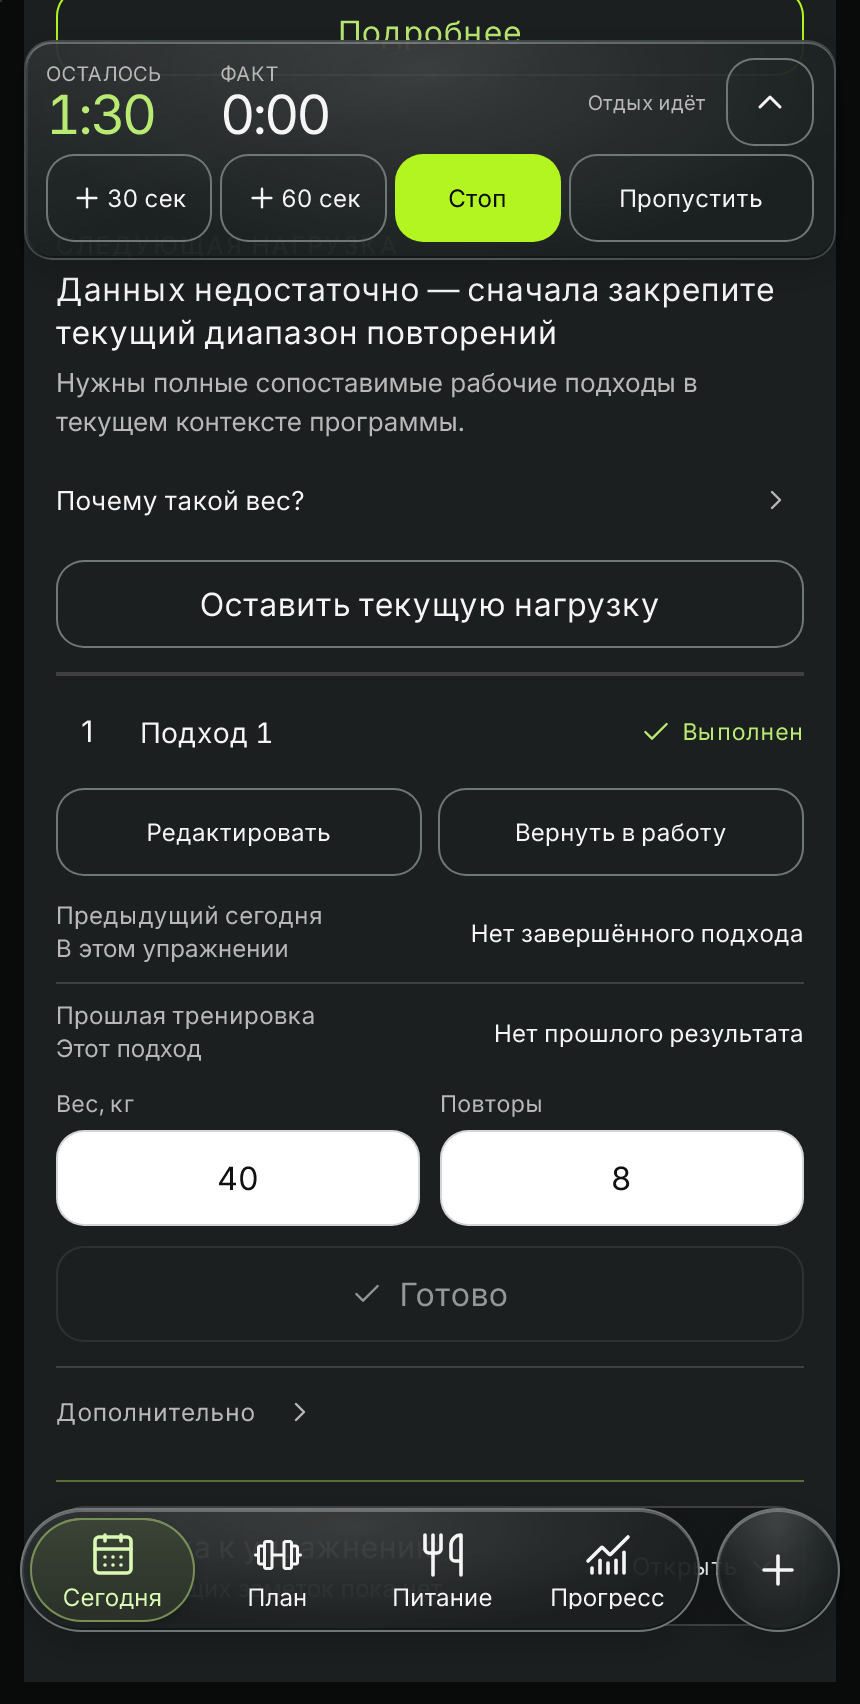 Подробнее
ОСТАЛОСЬ
ФАКТ
1:30
0:00
Отдых идёт
+ 30 сек
+ 60 сек
Стоп
Пропустить
СЛЕДУЮЩАЯ НАГРУЗКА
Данных недостаточно — сначала закрепите
текущий диапазон повторений
Нужны полные сопоставимые рабочие подходы в
текущем контексте программы.
Почему такой вес?
Оставить текущую нагрузку
1
Подход 1
Выполнен
Редактировать
Вернуть в работу
Предыдущий сегодня
В этом упражнении
Нет завершённого подхода
Прошлая тренировка
Этот подход
Нет прошлого результата
Вес, кг
Повторы
40
8
Готово
Дополнительно
Открыть
Сегодня
План
Питание
Прогресс